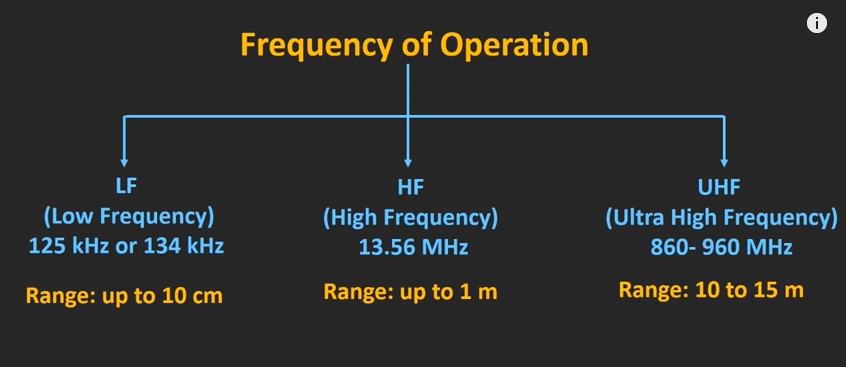 Frequency of Operation
LF
(Low Frequency)
125 kHz or 134 kHz
Range: up to 10 cm
HF
(High Frequency)
13.56 MHz
Range: up to 1 m
UHF
(Ultra High Frequency)
860- 960 MHz
Range: 10 to 15 m